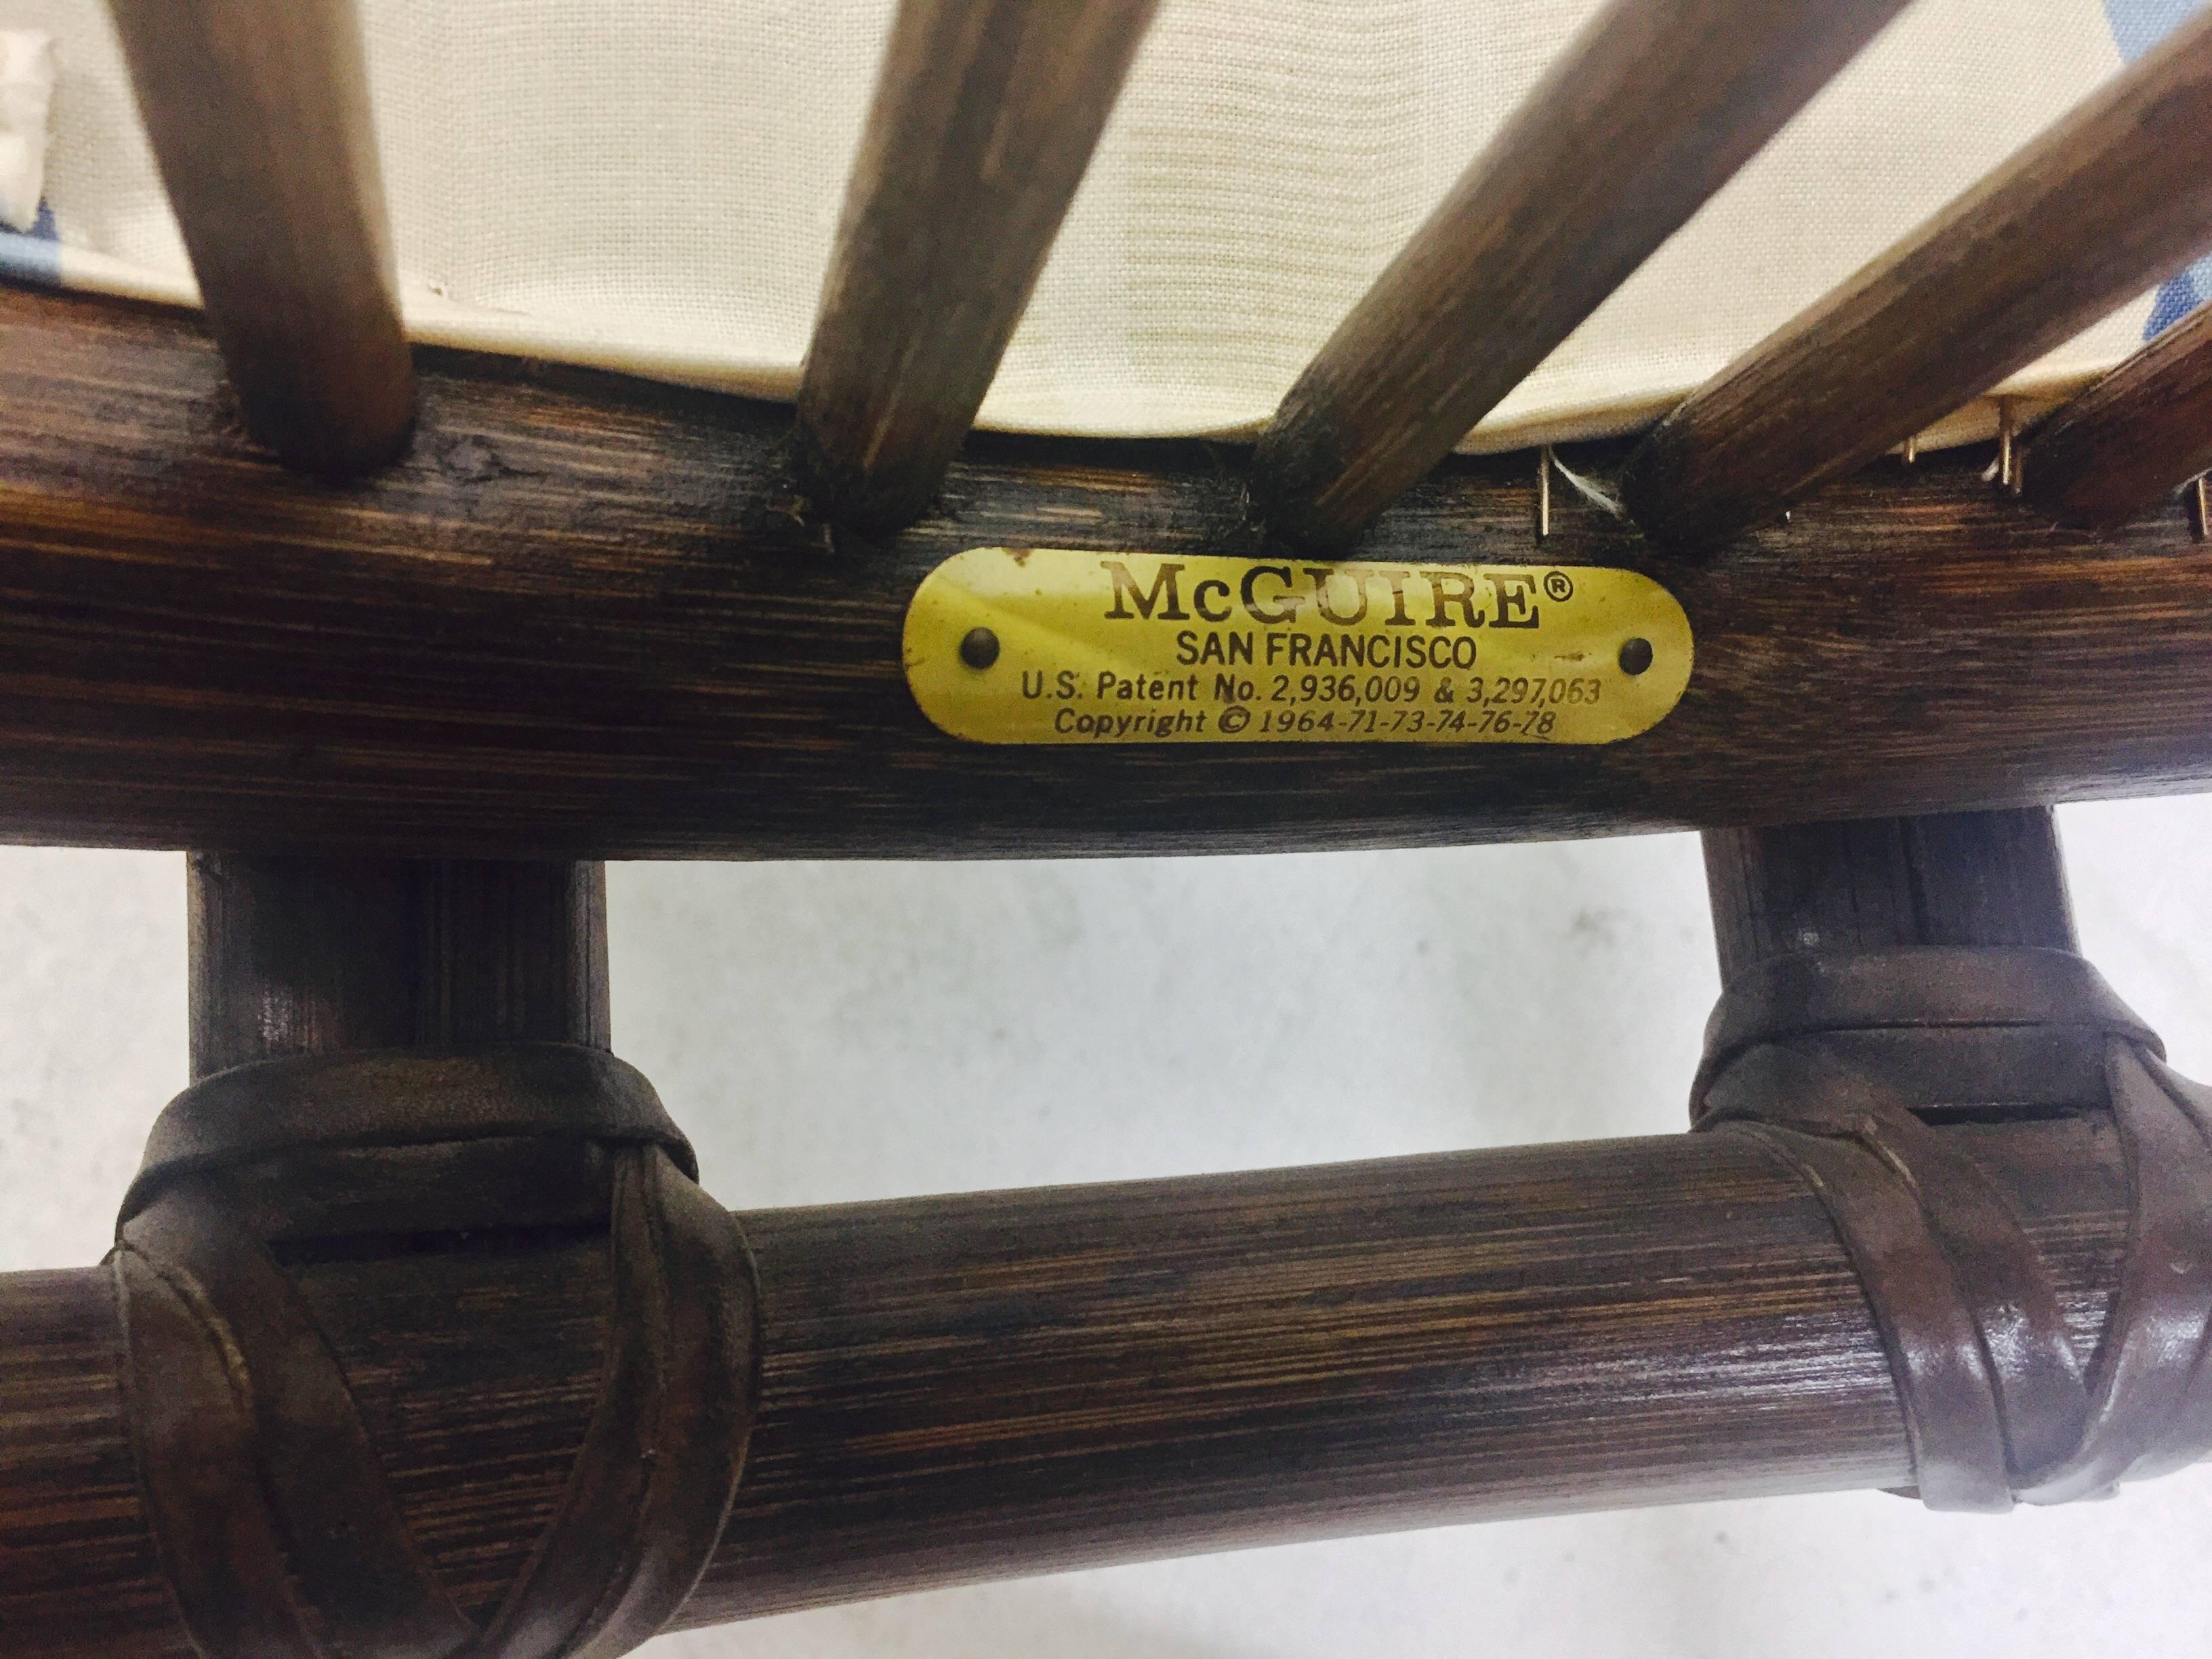 McGUIRE®
SAN FRANCISCO
U.S. Patent No. 2,936,009 & 3,297,063
Copyright © 1964-71-73-74-76-78